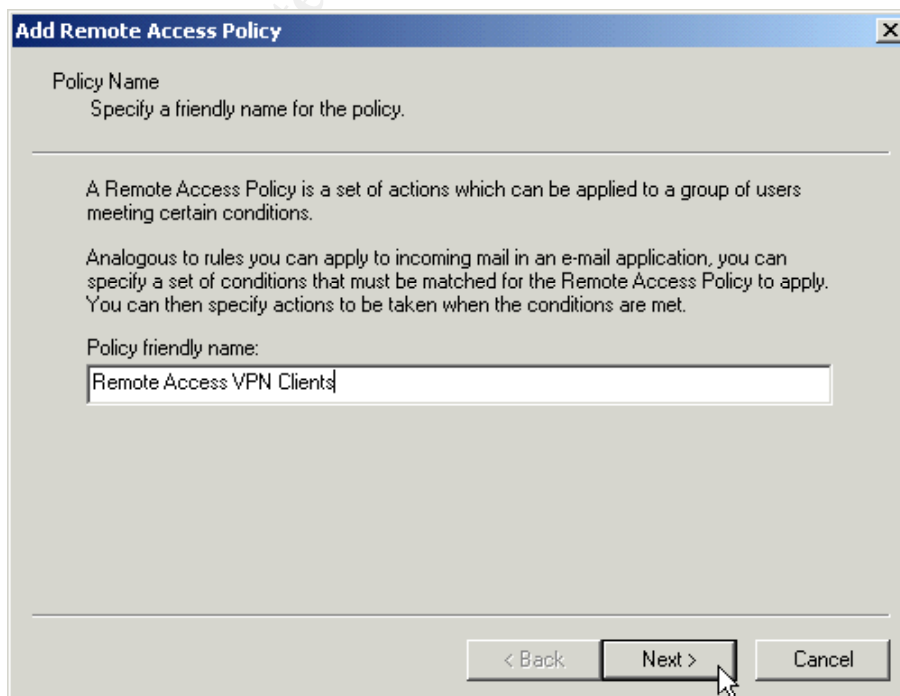 Add Remote Access Policy
Policy Name
Specify a friendly name for the policy.
A Remote Access Policy is a set of actions which can be applied to a group of users
meeting certain conditions.
Analogous to rules you can apply to incoming mail in an e-mail application, you can
specify a set of conditions that must be matched for the Remote Access Policy to apply.
You can then specify actions to be taken when the conditions are met.
Policy friendly name:
Remote Access VPN Clients
< Back
Next >
Cancel